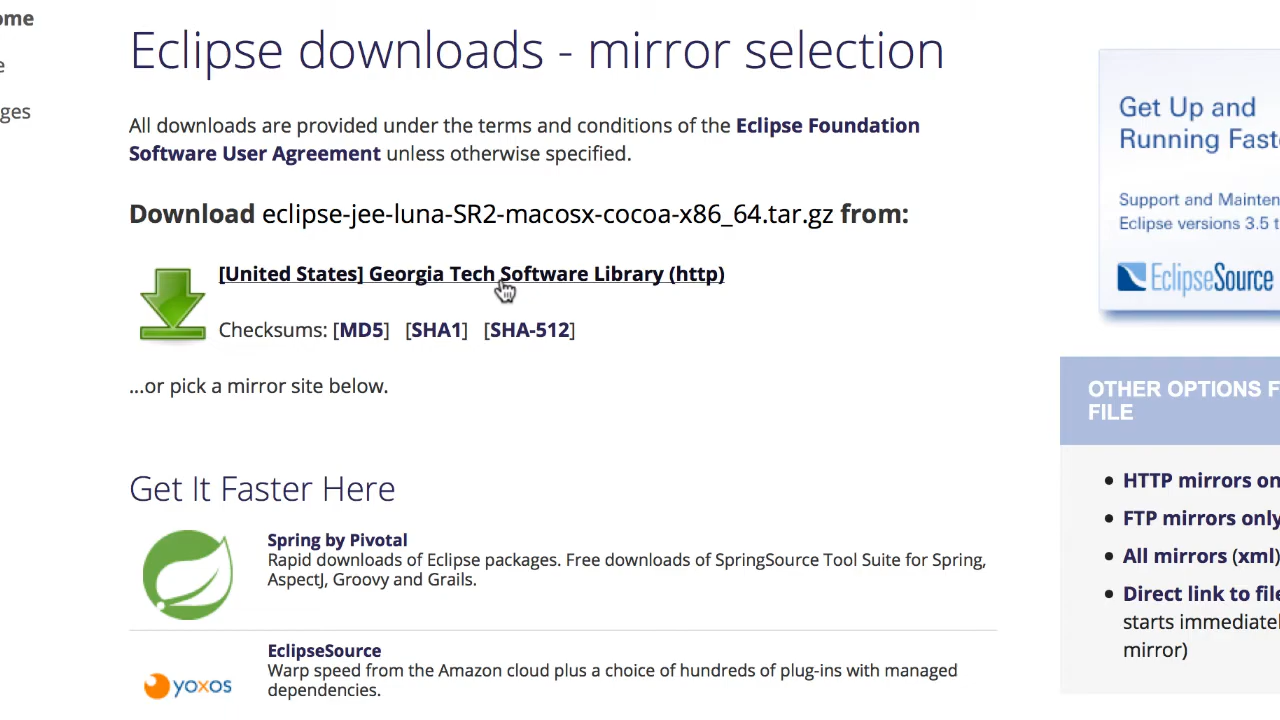 ome
e
ges
Eclipse downloads - mirror selection
All downloads are provided under the terms and conditions of the Eclipse Foundation
Software User Agreement unless otherwise specified.
Download eclipse-jee-luna-SR2-macosx-cocoa-x86_64.tar.gz from:
[United States] Georgia Tech Software Library (http)
Checksums: [MD5] [SHA1] [SHA-512]
...or pick a mirror site below.
Get It Faster Here
Spring by Pivotal
Rapid downloads of Eclipse packages. Free downloads of SpringSource Tool Suite for Spring,
AspectJ, Groovy and Grails.
EclipseSource
Warp speed from the Amazon cloud plus a choice of hundreds of plug-ins with managed
dependencies.
yoxos
Get Up and
Running Fast
Support and Mainten
Eclipse versions 3.5 t
EclipseSource
OTHER OPTIONS F
FILE
HTTP mirrors on
FTP mirrors only
All mirrors (xml)
Direct link to file
starts immediatel
mirror)